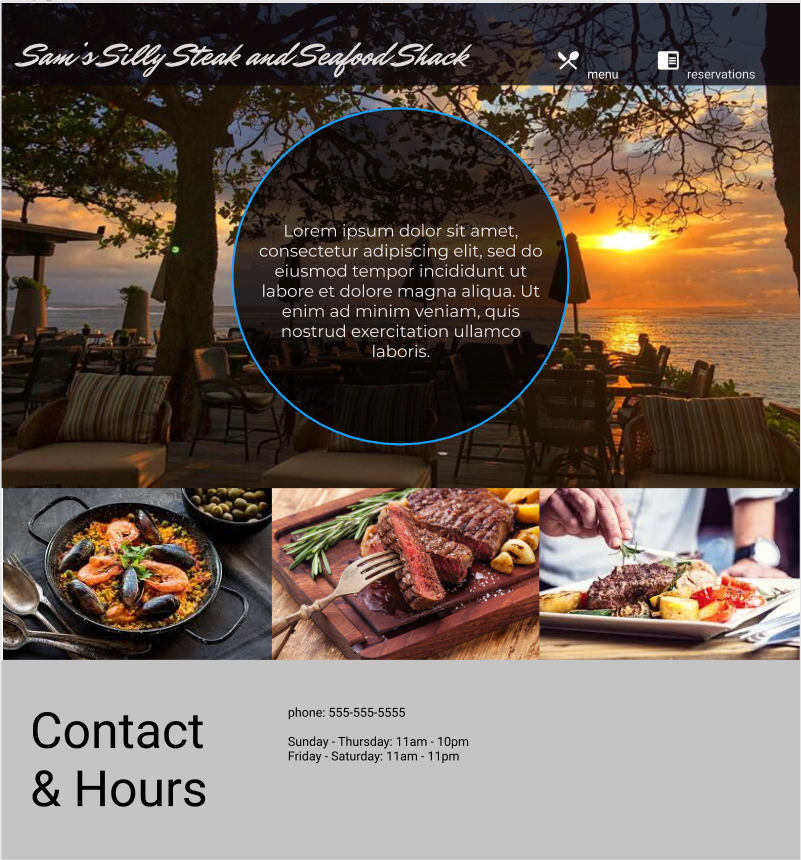 Sam's Silly Steak and Seafood Shack
menu
reservations
Lorem ipsum dolor sit amet,
consectetur adipiscing elit, sed do
eiusmod tempor incididunt ut
labore et dolore magna aliqua. Ut
enim ad minim veniam, quis
nostrud exercitation ullamco
laboris.
Contact
& Hours
phone: 555-555-5555
Sunday - Thursday: 11am - 10pm
Friday - Saturday: 11am - 11pm